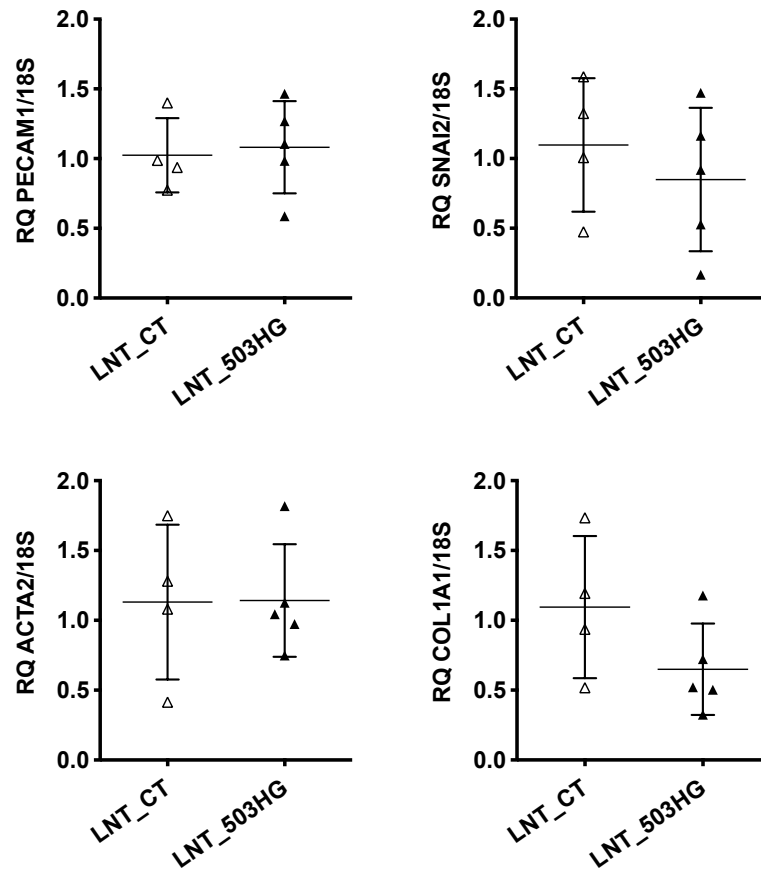 RQ PECAM1/18S
2.0
1.5
1.0
0.5
0.0
LNT_CT
LNT_503HG
RQ SNAI2/18S
2.0
1.5
1.0
0.5
0.0
LNT_CT
LNT_503HG
RQ ACTA2/18S
2.0
1.5
1.0
0.5
0.0
LNT_CT
LNT_503HG
RQ COL1A1/18S
2.0
1.5
1.0
0.5
0.0
LNT_CT
LNT_503HG